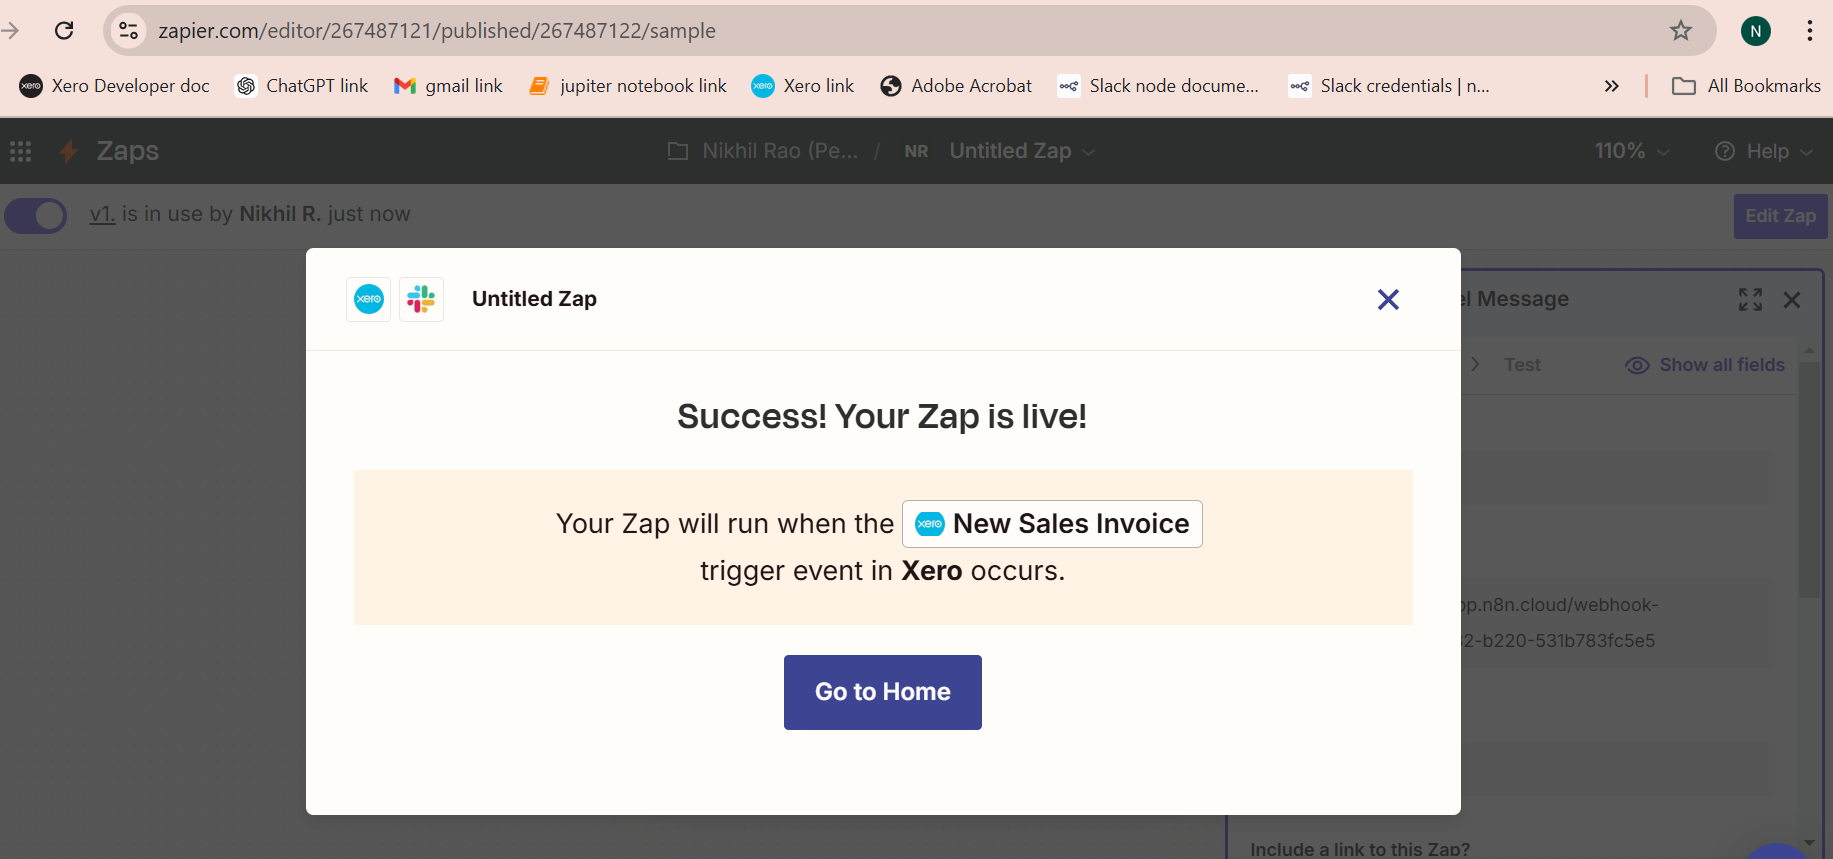 zapier.com/editor/267487121/published/267487122/sample
N
xero Xero Developer doc ChatGPT link gmail link jupiter notebook link xero Xero link Adobe Acrobat Slack node docume... Slack credentials | n... » All Bookmarks
Zaps Nikhil Rao (Pe... / NR Untitled Zap 110% Help
v1. is in use by Nikhil R. just now Edit Zap
xero Untitled Zap
Message
Test Show all fields
Success! Your Zap is live!
Your Zap will run when the xero New Sales Invoice
trigger event in Xero occurs.
Go to Home
.n8n.cloud/webhook-
2-b220-531b783fc5e5
Include a link to this Zap?